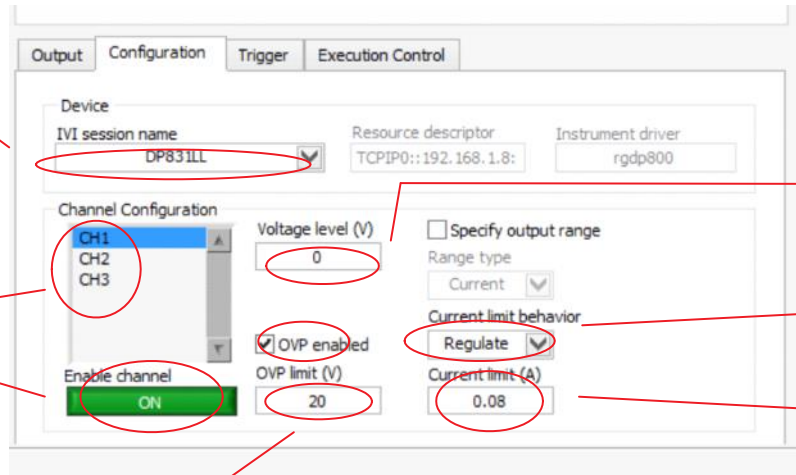 Output Configuration Trigger Execution Control
Device
IVI session name Resource descriptor Instrument driver
DP831LL TCPIP0::192.168.1.8: rgdp800
Channel Configuration
CH1
CH2
CH3
Enable channel
ON
Voltage level (V)
0
OVP enabled
OVP limit (V)
20
Specify output range
Range type
Current
Current limit behavior
Regulate
Current limit (A)
0.08